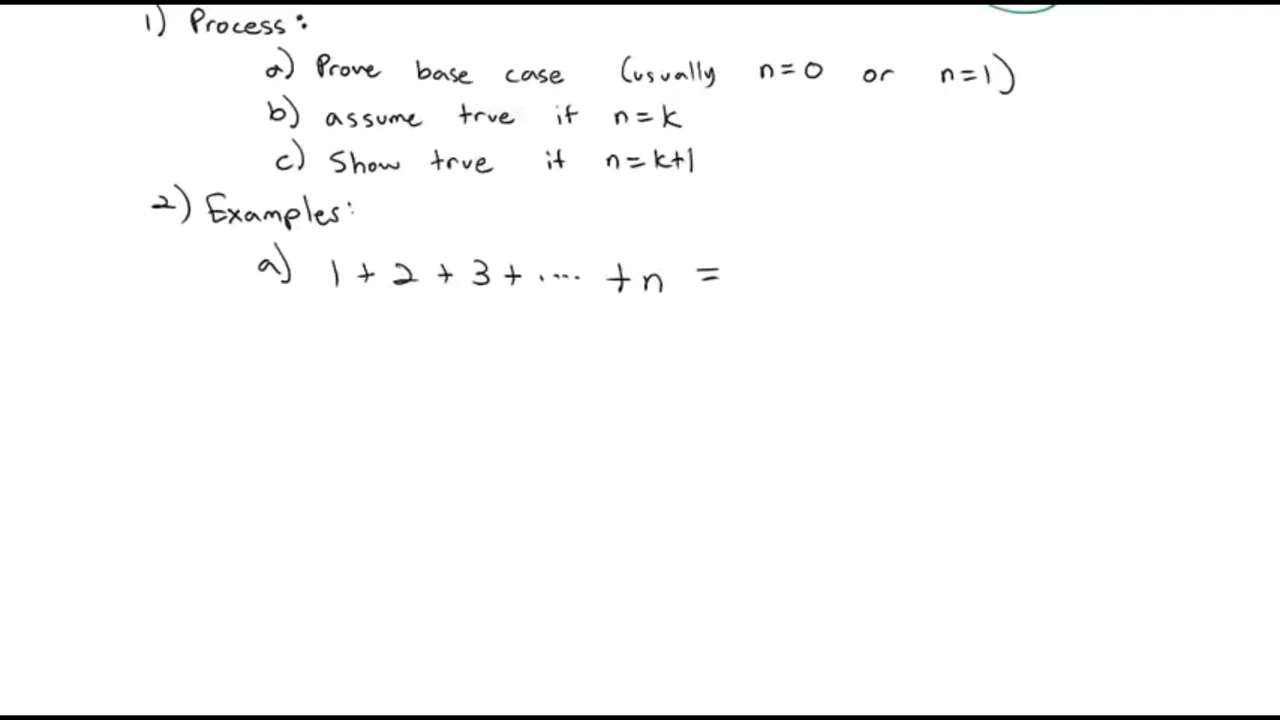 1) Process:
a) Prove base case (usually n=0 or n=1)
b) assume true if n=k
c) Show true if n=k+1
2) Examples:
a) 1 + 2 + 3 + ..... + n =